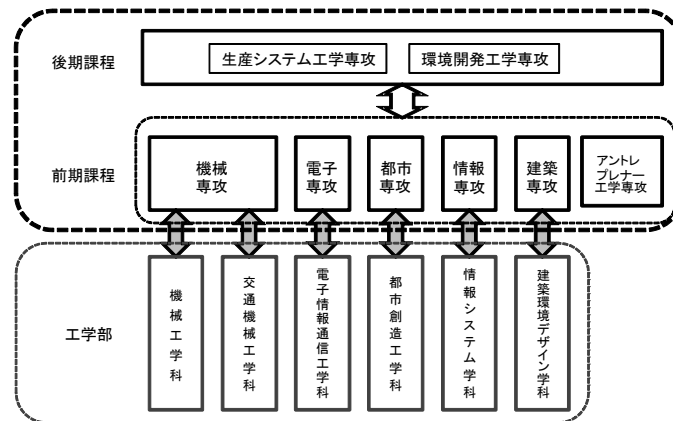 後期課程
生産システム工学専攻
環境開発工学専攻
前期課程
機械
専攻
電子
専攻
都市
専攻
情報
専攻
建築
専攻
アントレ
プレナー
工学専攻
工学部
機械工学科
交通機械工学科
電子情報通信工学科
都市創造工学科
情報システム学科
建築環境デザイン学科